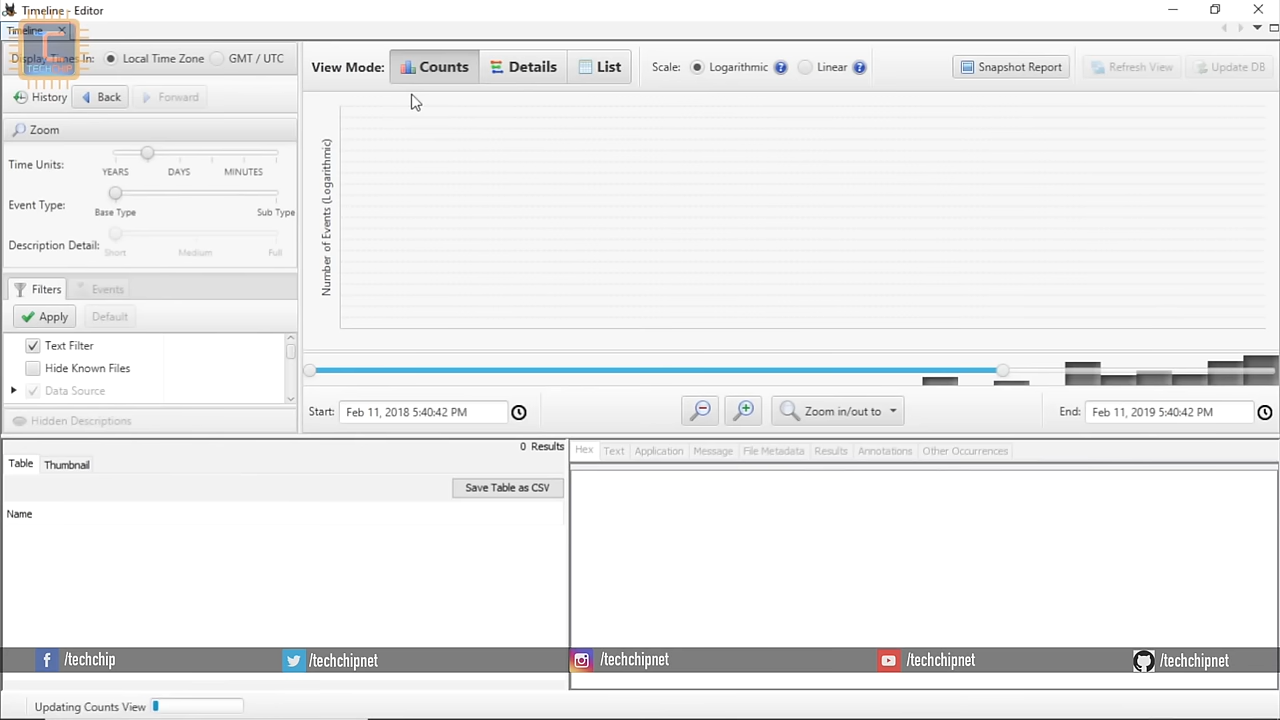 Timeline - Editor
Timeline
C
TECHCHIP
Display Times In: Local Time Zone GMT / UTC
History Back Forward
Zoom
Time Units:
YEARS DAYS MINUTES
Event Type:
Base Type Sub Type
Description Detail:
Short Medium Full
Filters Events
Apply Default
Text Filter
Hide Known Files
Data Source
Hidden Descriptions
View Mode: Counts Details List Scale: Logarithmic ? Linear ? Snapshot Report Refresh View Update DB
Number of Events (Logarithmic)
Start: Feb 11, 2018 5:40:42 PM Zoom in/out to End: Feb 11, 2019 5:40:42 PM
0 Results
Table Thumbnail
Save Table as CSV
Name
Hex Text Application Message File Metadata Results Annotations Other Occurrences
/techchip /techchipnet /techchipnet /techchipnet /techchipnet
Updating Counts View